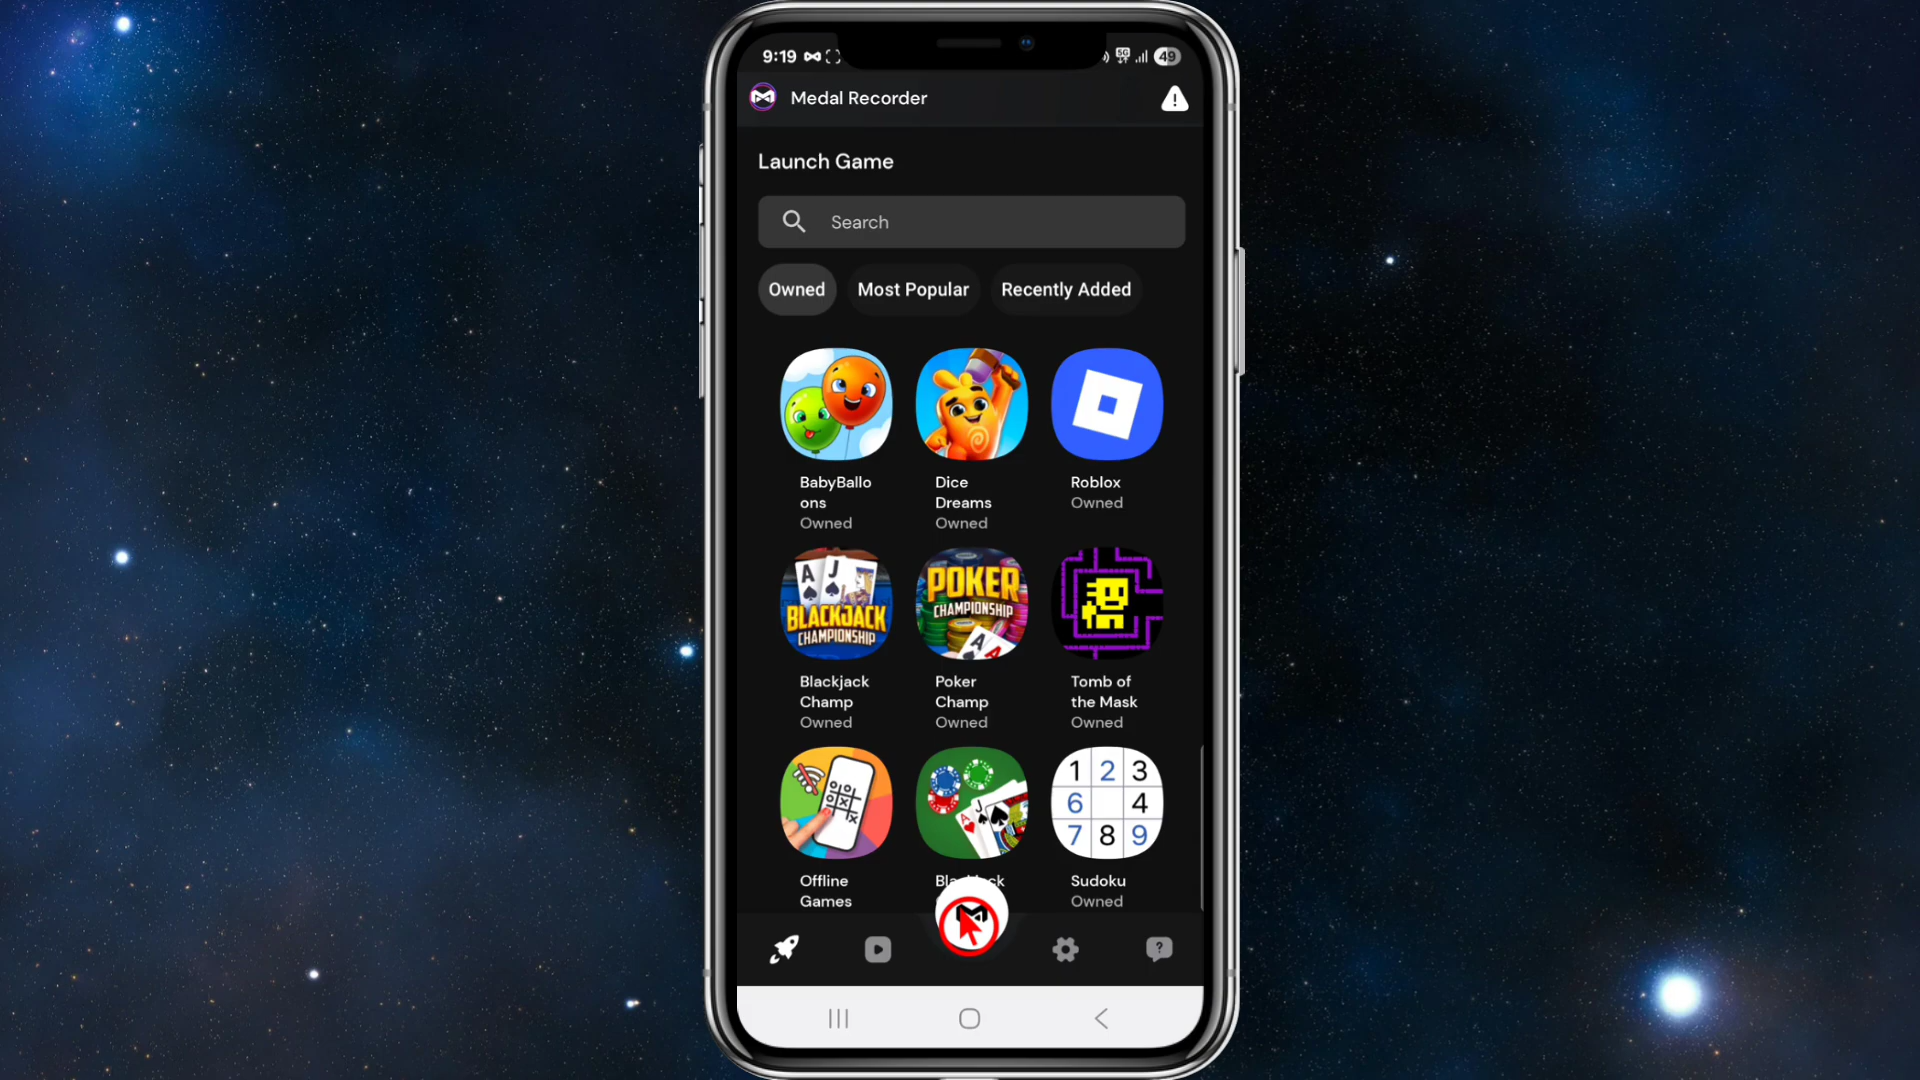 9:19
5G
49
Medal Recorder
Launch Game
Search
Owned
Most Popular
Recently Added
BabyBallo
ons
Owned
Dice
Dreams
Owned
Roblox
Owned
A J
BLACKJACK
CHAMPIONSHIP
POKER
CHAMPIONSHIP
A A
Blackjack
Champ
Owned
Poker
Champ
Owned
Tomb of
the Mask
Owned
A J
1 2 3
6 4
7 8 9
Offline
Games
Sudoku
Owned